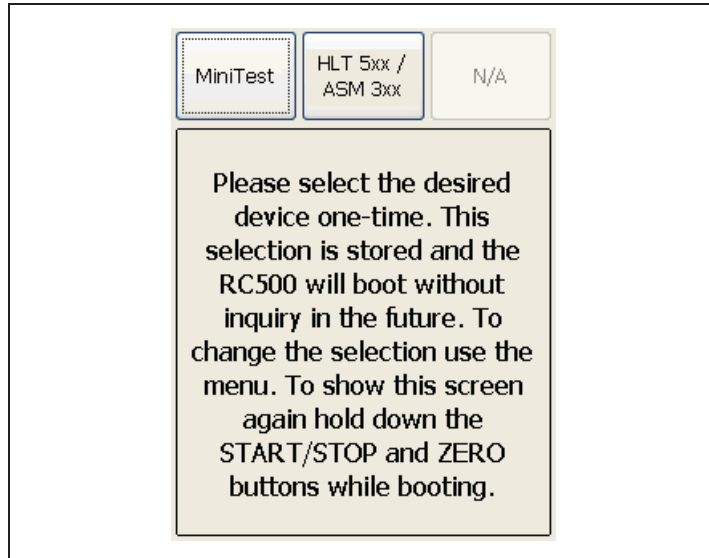 MiniTest
HLT 5xx /
ASM 3xx
N/A
Please select the desired
device one-time. This
selection is stored and the
RC500 will boot without
inquiry in the future. To
change the selection use the
menu. To show this screen
again hold down the
START/STOP and ZERO
buttons while booting.